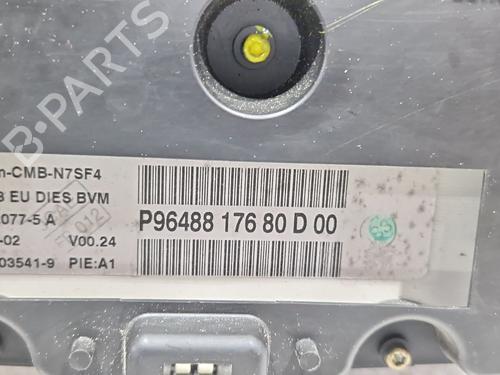 n-CMB-N7SF4
3 EU DIES BVM
077-5 A
-02 V00.24
03541-9 PIE:A1
P96488 176 80 D 00
012
B-PARTS